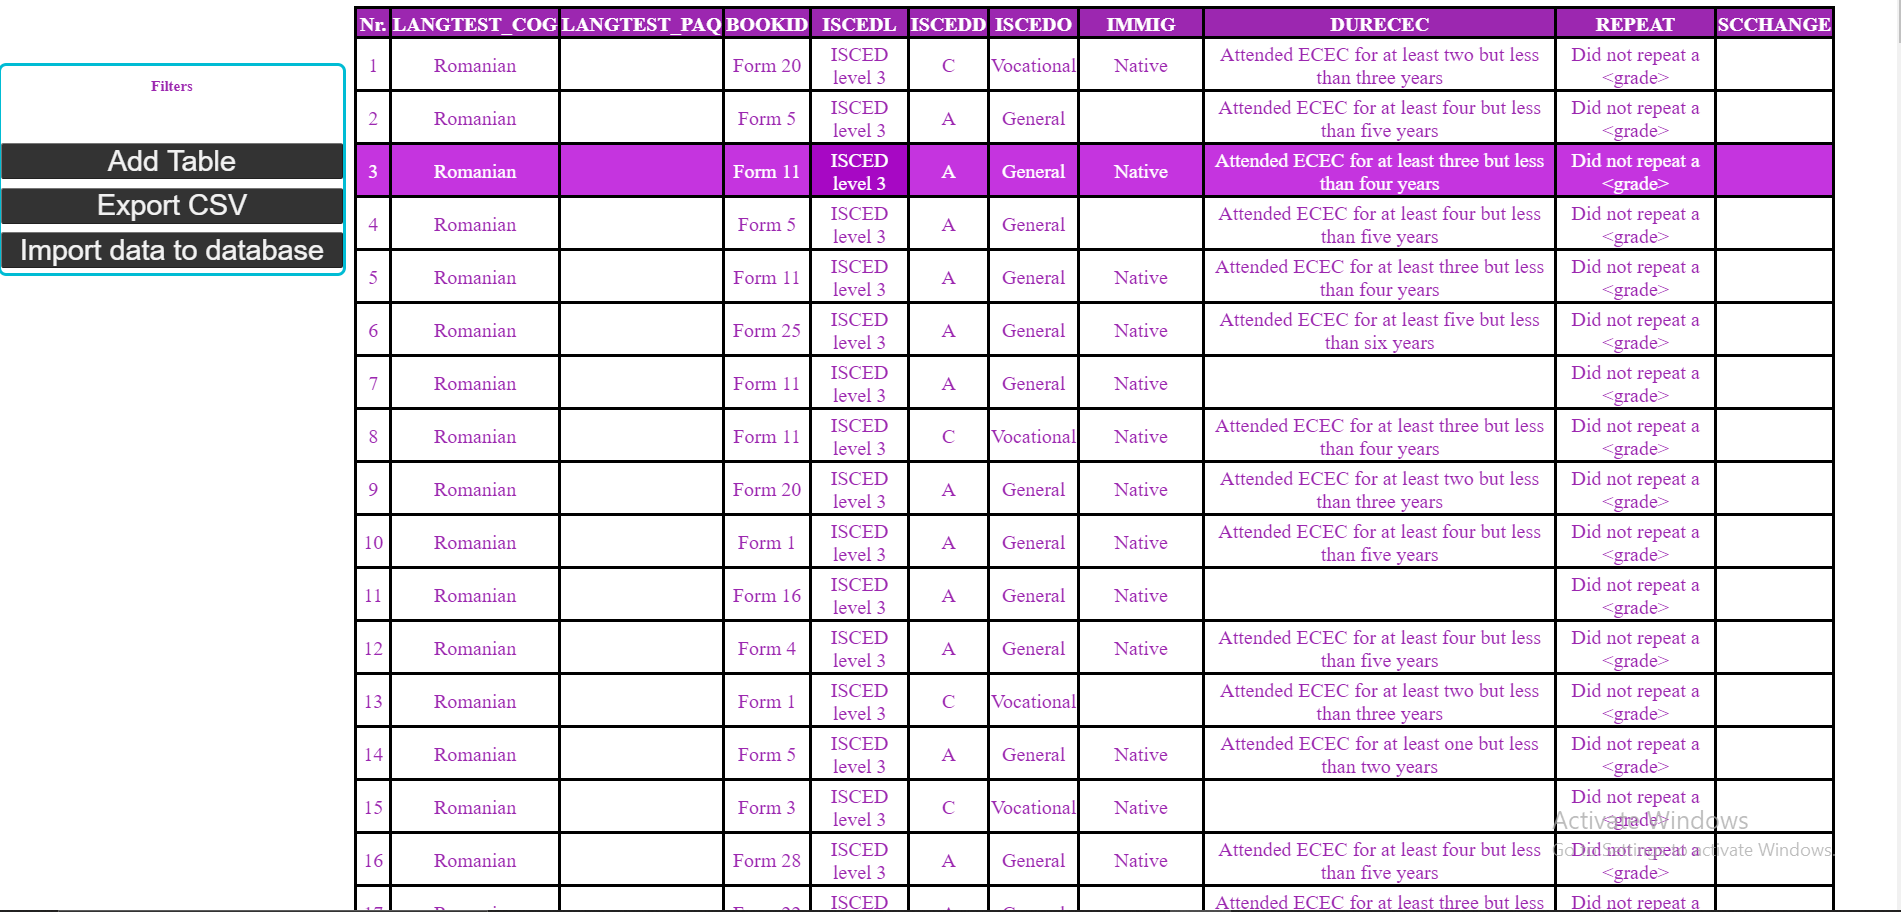 Filters
Add Table
Export CSV
Import data to database
Nr. LANGTEST_COG LANGTEST_PAQ BOOKID ISCEDL ISCEDD ISCEDO IMMIG DURECEC REPEAT SCCHANGE
1 Romanian Form 20 ISCED level 3 C Vocational Native Attended ECEC for at least two but less than three years Did not repeat a <grade>
2 Romanian Form 5 ISCED level 3 A General Attended ECEC for at least four but less than five years Did not repeat a <grade>
3 Romanian Form 11 ISCED level 3 A General Native Attended ECEC for at least three but less than four years Did not repeat a <grade>
4 Romanian Form 5 ISCED level 3 A General Attended ECEC for at least four but less than five years Did not repeat a <grade>
5 Romanian Form 11 ISCED level 3 A General Native Attended ECEC for at least three but less than four years Did not repeat a <grade>
6 Romanian Form 25 ISCED level 3 A General Native Attended ECEC for at least five but less than six years Did not repeat a <grade>
7 Romanian Form 11 ISCED level 3 A General Native Did not repeat a <grade>
8 Romanian Form 11 ISCED level 3 C Vocational Native Attended ECEC for at least three but less than four years Did not repeat a <grade>
9 Romanian Form 20 ISCED level 3 A General Native Attended ECEC for at least two but less than three years Did not repeat a <grade>
10 Romanian Form 1 ISCED level 3 A General Native Attended ECEC for at least four but less than five years Did not repeat a <grade>
11 Romanian Form 16 ISCED level 3 A General Native Did not repeat a <grade>
12 Romanian Form 4 ISCED level 3 A General Native Attended ECEC for at least four but less than five years Did not repeat a <grade>
13 Romanian Form 1 ISCED level 3 C Vocational Attended ECEC for at least two but less than three years Did not repeat a <grade>
14 Romanian Form 5 ISCED level 3 A General Native Attended ECEC for at least one but less than two years Did not repeat a <grade>
15 Romanian Form 3 ISCED level 3 C Vocational Native Did not repeat a <grade>
16 Romanian Form 28 ISCED level 3 A General Native Attended ECEC for at least four but less than five years Did not repeat a <grade>
ISCED Attended ECEC for at least three but less Did not repeat a
Activate Windows
Go to Settings to activate Windows.